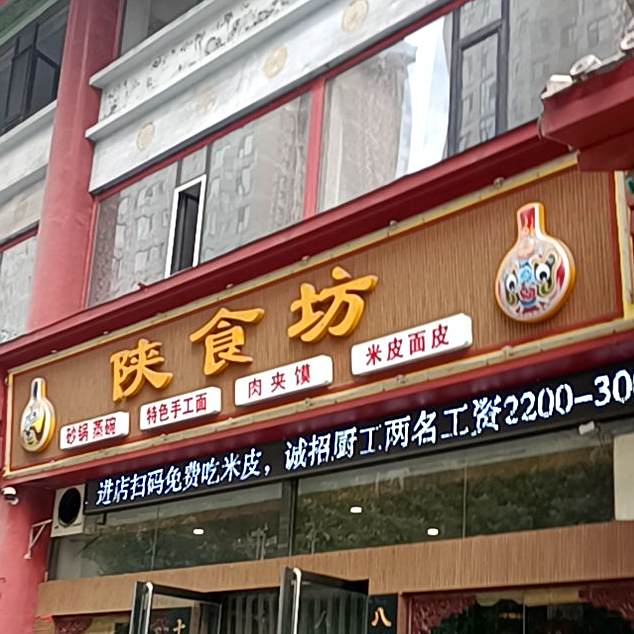 陕食坊
砂锅 蒸碗
特色手工面
肉夹馍
米皮面皮
进店扫码免费吃米皮，诚招厨工两名工资2200-300
八